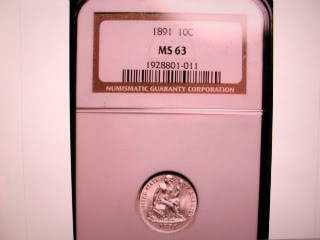 1891 10C
MS 63
1928801-011
NUMISMATIC GUARANTY CORPORATION